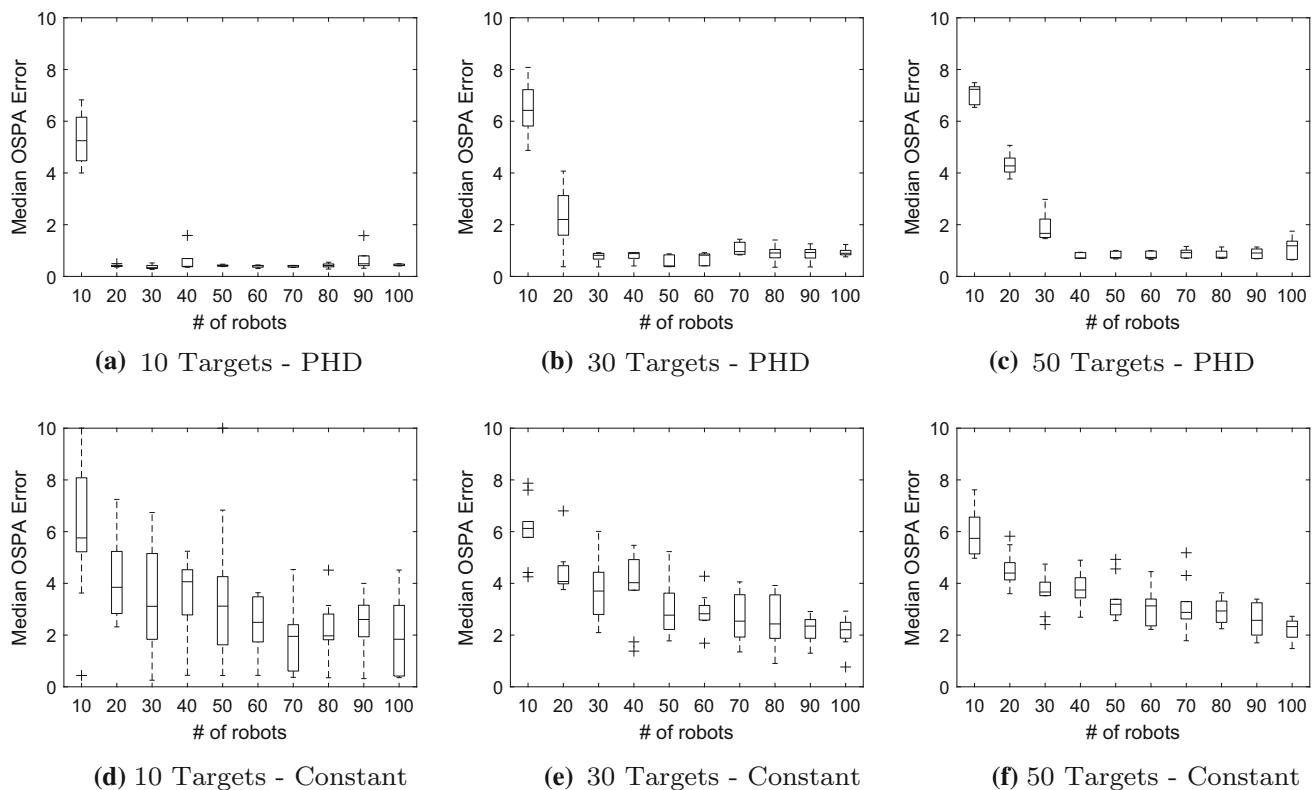 10
8
6
4
2
0
Median OSPA Error
10 20 30 40 50 60 70 80 90 100
# of robots
(a) 10 Targets - PHD
10
8
6
4
2
0
Median OSPA Error
10 20 30 40 50 60 70 80 90 100
# of robots
(b) 30 Targets - PHD
10
8
6
4
2
0
Median OSPA Error
10 20 30 40 50 60 70 80 90 100
# of robots
(c) 50 Targets - PHD
10
8
6
4
2
0
Median OSPA Error
10 20 30 40 50 60 70 80 90 100
# of robots
(d) 10 Targets - Constant
10
8
6
4
2
0
Median OSPA Error
10 20 30 40 50 60 70 80 90 100
# of robots
(e) 30 Targets - Constant
10
8
6
4
2
0
Median OSPA Error
10 20 30 40 50 60 70 80 90 100
# of robots
(f) 50 Targets - Constant